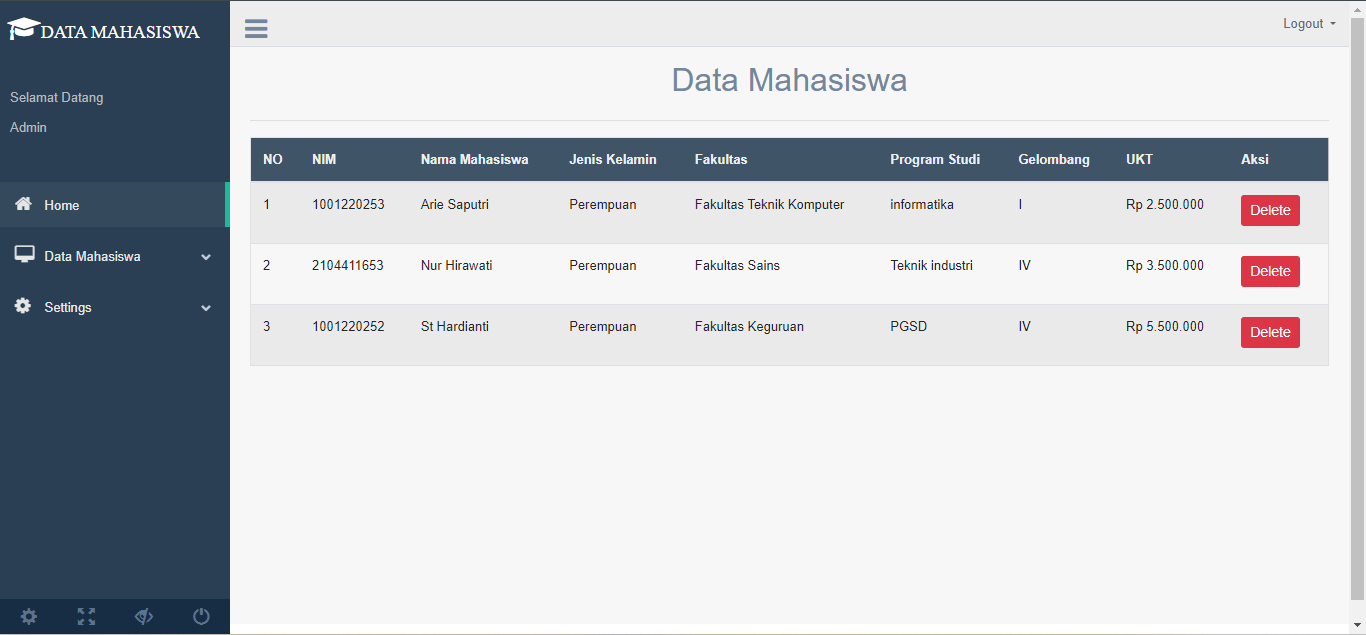 DATA MAHASISWA
Logout
Selamat Datang
Admin
Home
Data Mahasiswa
Settings
Data Mahasiswa
NO NIM Nama Mahasiswa Jenis Kelamin Fakultas Program Studi Gelombang UKT Aksi
1 1001220253 Arie Saputri Perempuan Fakultas Teknik Komputer informatika I Rp 2.500.000 Delete
2 2104411653 Nur Hirawati Perempuan Fakultas Sains Teknik industri IV Rp 3.500.000 Delete
3 1001220252 St Hardianti Perempuan Fakultas Keguruan PGSD IV Rp 5.500.000 Delete